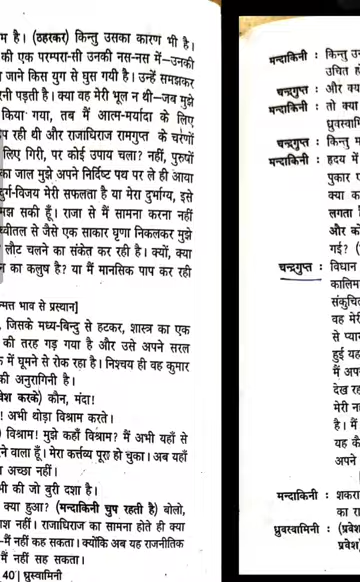 म है। (ठहरकर) किन्तु उसका कारण भी है।
की एक परम्परा-सी उनकी नस-नस में—उनकी
जाने किस युग से घुस गयी है। उन्हें समझकर
रनी पड़ती है। क्या वह मेरी भूल न थी—जब मुझे
किया गया, तब मैं आत्म-मर्यादा के लिए
प रही थी और राजाधिराज रामगुप्त के चरणों
लिए गिरी, पर कोई उपाय चला? नहीं, पुरुषों
का जाल मुझे अपने निर्दिष्ट पथ पर ले ही आया
दुर्ग-विजय मेरी सफलता है या मेरा दुर्भाग्य, इसे
मझ सकी हूँ। राजा से मैं सामना करना नहीं
थ्वीतल से जैसे एक साकार घृणा निकलकर मुझे
लौट चलने का संकेत कर रही है। क्यों, क्या
न का कलुष है? या मैं मानसिक पाप कर रही
न्मत्त भाव से प्रस्थान]
, जिसके मध्य-बिन्दु से हटकर, शास्त्र का एक
की तरह गड़ गया है और उसे अपने सरल
क में घूमने से रोक रहा है। निश्चय ही वह कुमार
की अनुरागिनी है।
वेश करके) कौन, मंदा!
! अभी थोड़ा विश्राम करते।
) विश्राम! मुझे कहाँ विश्राम? मैं अभी यहाँ से
ने वाला हूँ। मेरा कर्त्तव्य पूरा हो चुका। अब यहाँ
अच्छा नहीं।
भी की जो बुरी दशा है।
क्या हुआ? (मन्दाकिनी चुप रहती है) बोलो,
श नहीं। राजाधिराज का सामना होते ही क्या
—मैं नहीं कह सकता। क्योंकि अब यह राजनीतिक
मैं नहीं सह सकता।
40 | ध्रुस्वामिनी
मन्दाकिनी : किन्तु उन
उचित ह
चन्द्रगुप्त : और क्य
मन्दाकिनी : तो क्या
ध्रुवस्वामि
चन्द्रगुप्त : किन्तु म
मन्दाकिनी : हृदय में
पुकार ए
क्या क
लगता
और क
गई? (
चन्द्रगुप्त : विधान
कालिम
संकुचित
वह मेरी
से प्या
हुई यह
मैं अप
देख रह
मेरी न
है। मैं
यह कै
अपने
मन्दाकिनी : शकरा
का रा
ध्रुवस्वामिनी : (प्रवेश
प्रवेश